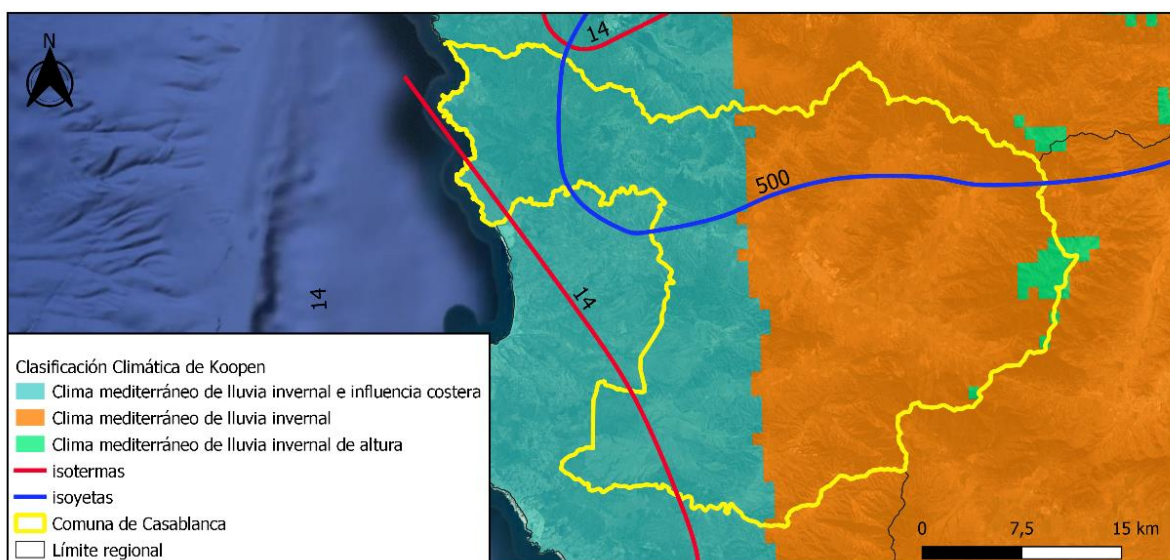 N
14
500
14
14
Clasificación Climática de Koopen
Clima mediterráneo de lluvia invernal e influencia costera
Clima mediterráneo de lluvia invernal
Clima mediterráneo de lluvia invernal de altura
isotermas
isoyetas
Comuna de Casablanca
Límite regional
0 7,5 15 km